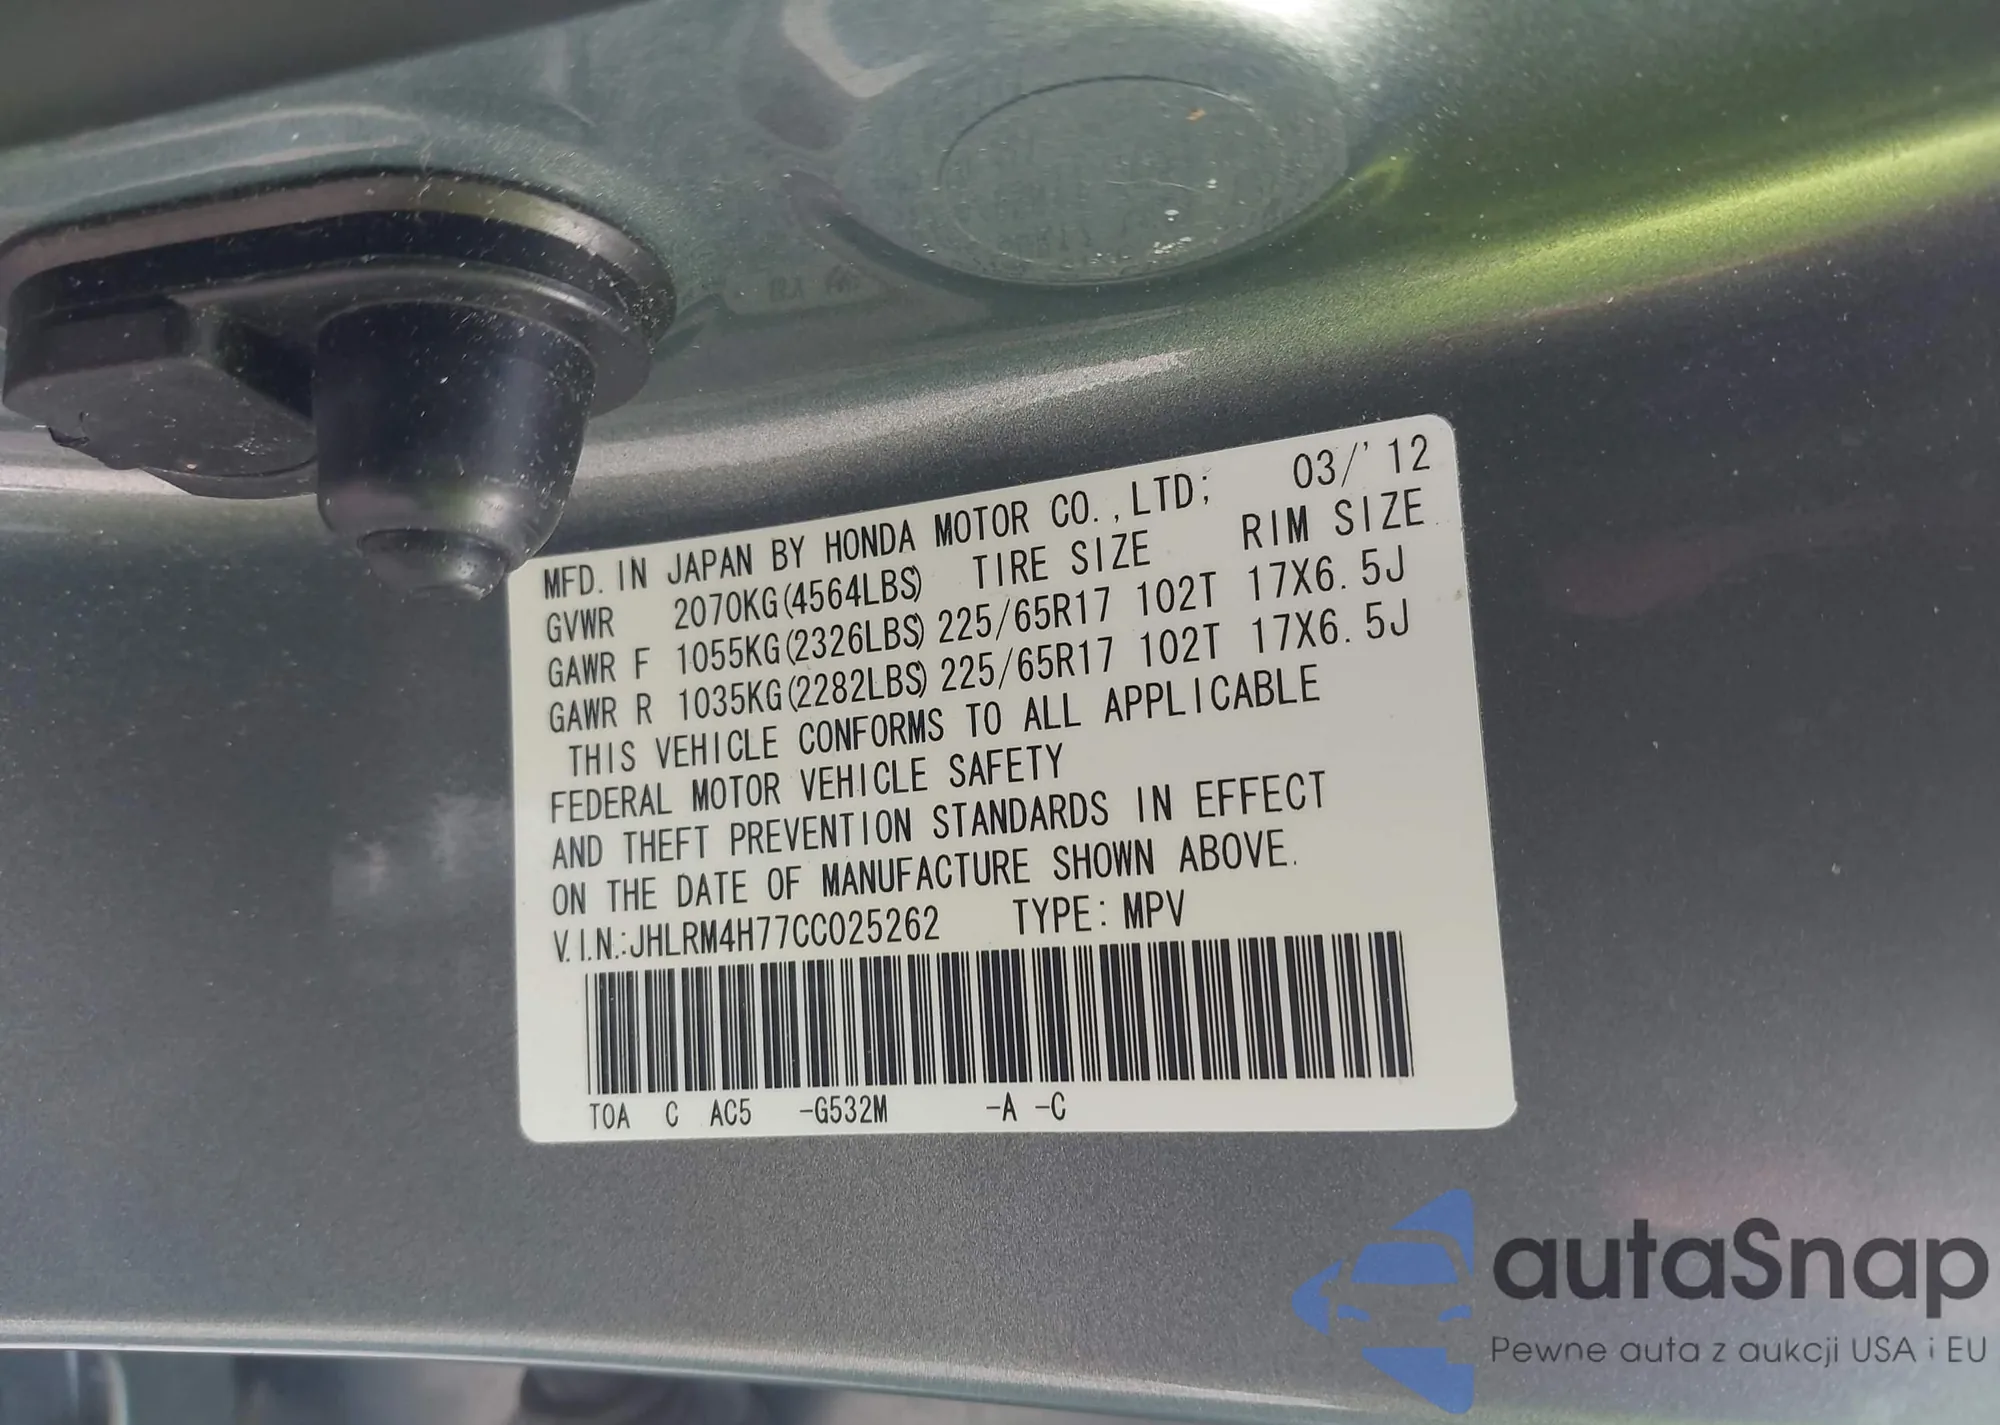 MFD. IN JAPAN BY HONDA MOTOR CO.,LTD; 03/'12
GVWR 2070KG(4564LBS) TIRE SIZE RIM SIZE
GAWR F 1055KG(2326LBS) 225/65R17 102T 17X6.5J
GAWR R 1035KG(2282LBS) 225/65R17 102T 17X6.5J
THIS VEHICLE CONFORMS TO ALL APPLICABLE
FEDERAL MOTOR VEHICLE SAFETY
AND THEFT PREVENTION STANDARDS IN EFFECT
ON THE DATE OF MANUFACTURE SHOWN ABOVE.
V.I.N.:JHLRM4H77CC025262 TYPE:MPV
TOA C AC5 -G532M -A -C
autaSnap
Pewne auta z aukcji USA i EU